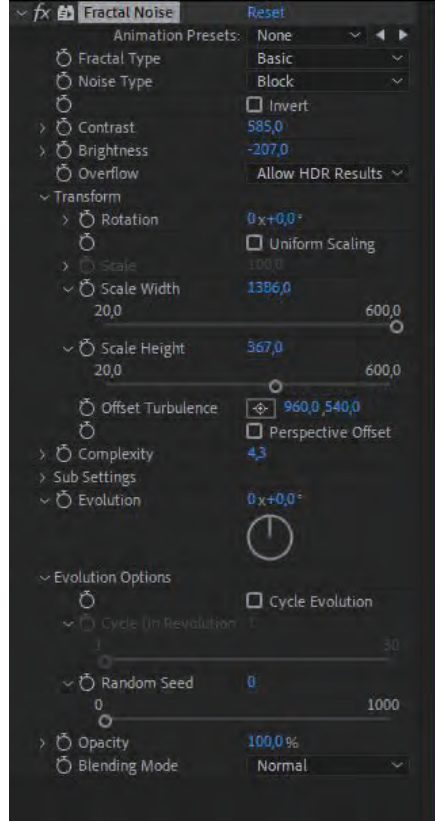 fx Fractal Noise Reset
Animation Presets: None
Fractal Type Basic
Noise Type Block
Invert
Contrast 585,0
Brightness -207,0
Overflow Allow HDR Results
Transform
Rotation 0x+0,0°
Uniform Scaling
Scale 100,0
Scale Width 1386,0
20,0 600,0
Scale Height 367,0
20,0 600,0
Offset Turbulence 960,0,540,0
Perspective Offset
Complexity 4,3
Sub Settings
Evolution 0x+0,0°
Evolution Options
Cycle Evolution
Cycle (in Revolution 1
1 30
Random Seed 0
0 1000
Opacity 100,0%
Blending Mode Normal